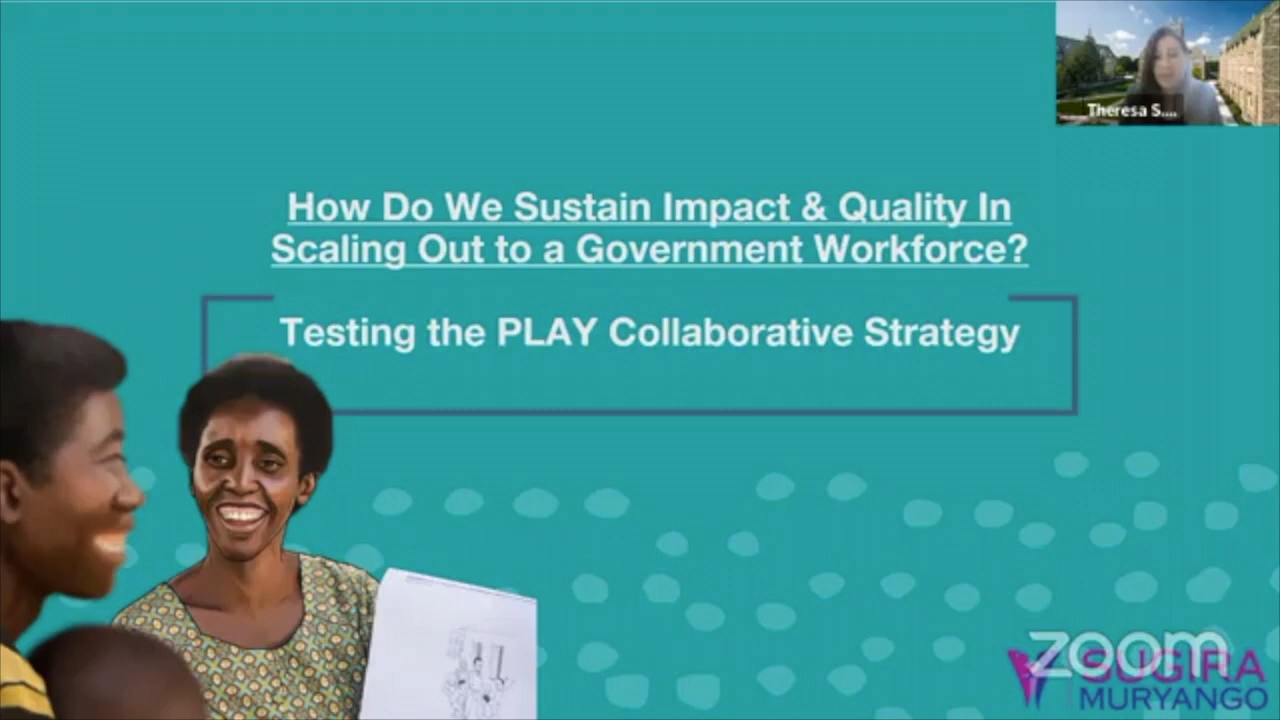 Theresa S....
How Do We Sustain Impact & Quality In
Scaling Out to a Government Workforce?
Testing the PLAY Collaborative Strategy
zoom
SUGIRA
MURYANGO